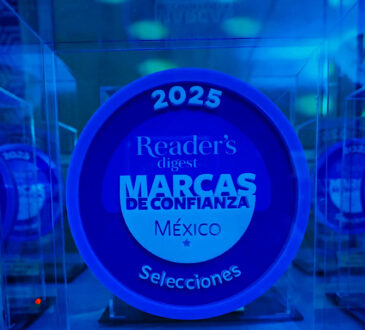 2025
Reader's
digest
MARCAS
DE CONFIANZA
MÉXICO
Selecciones